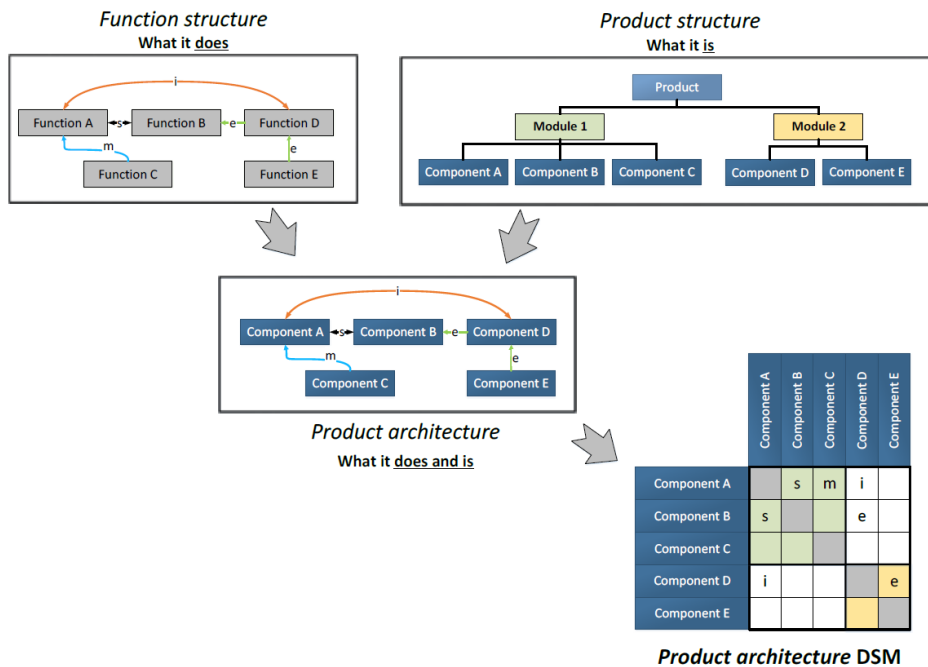 Function structure
What it does
i
Function A
s
Function B
e
Function D
m
e
Function C
Function E
Product structure
What it is
Product
Module 1
Module 2
Component A
Component B
Component C
Component D
Component E
i
Component A
s
Component B
e
Component D
m
e
Component C
Component E
Product architecture
What it does and is
Component A
Component B
Component C
Component D
Component E
Component A
s
m
i
Component B
s
e
Component C
Component D
i
e
Component E
Product architecture DSM